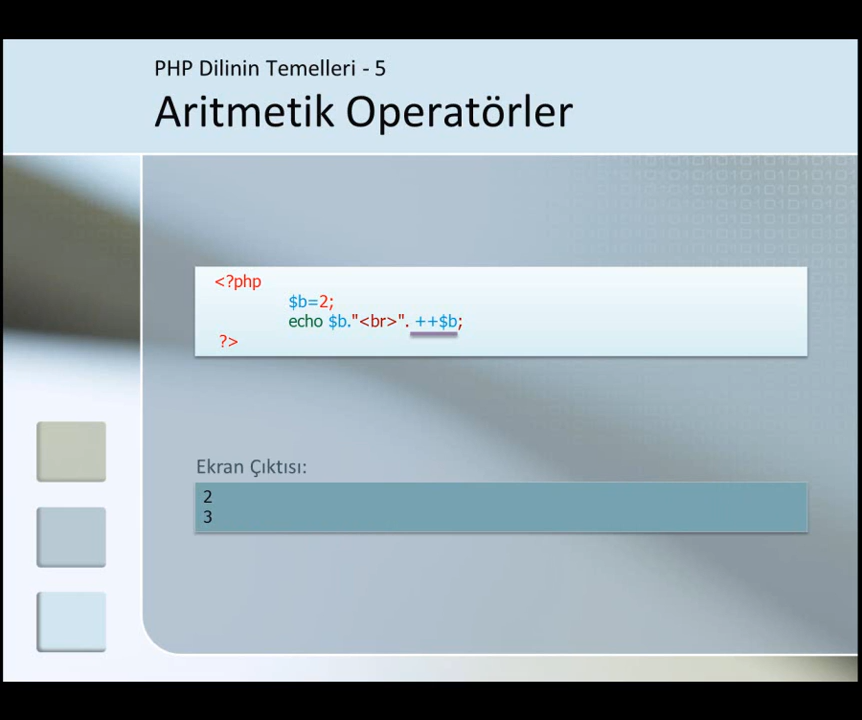 PHP Dilinin Temelleri - 5
Aritmetik Operatörler
<?php
$b=2;
echo $b."<br>". ++$b;
?>
Ekran Çıktısı:
2
3